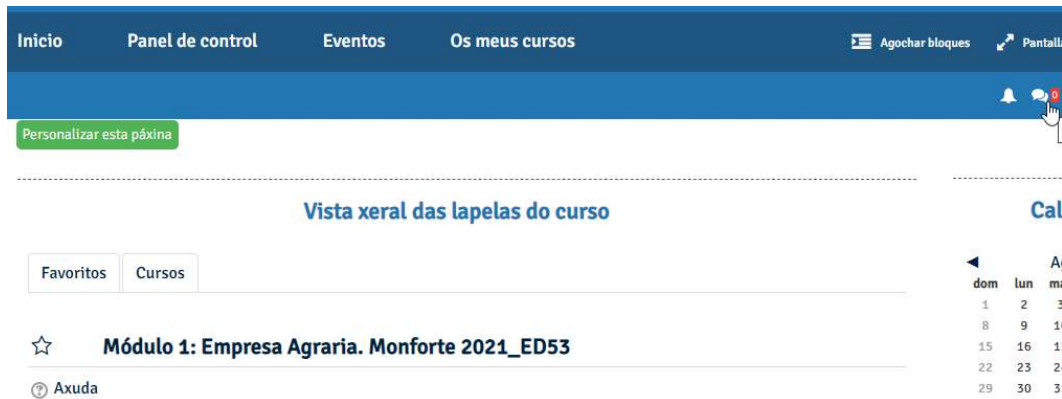 Inicio Panel de control Eventos Os meus cursos Agochar bloques
0
Personalizar esta páxina
Vista xeral das lapelas do curso
Favoritos Cursos
dom lun
1 2 3
8 9
Módulo 1: Empresa Agraria. Monforte 2021_ED53
15 16
22 23
Axuda
29 30